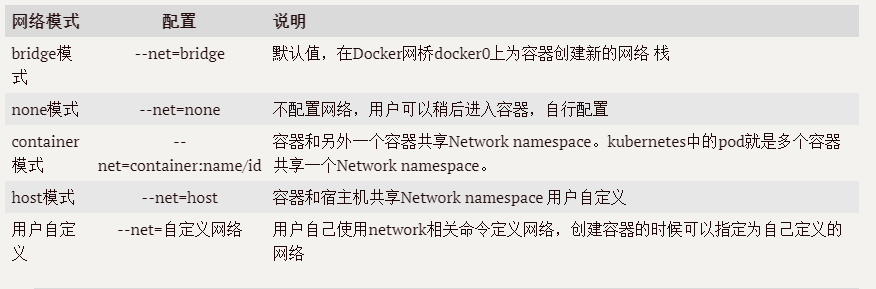 网络模式 配置 说明
bridge模 --net=bridge 默认值，在Docker网桥docker0上为容器创建新的网络 栈
式
none模式 --net=none 不配置网络，用户可以稍后进入容器，自行配置
container -- 容器和另外一个容器共享Network namespace。kubernetes中的pod就是多个容器
模式 net=container:name/id 共享一个Network namespace。
host模式 --net=host 容器和宿主机共享Network namespace 用户自定义
用户自定 --net=自定义网络 用户自己使用network相关命令定义网络，创建容器的时候可以指定为自己定义的
义 网络